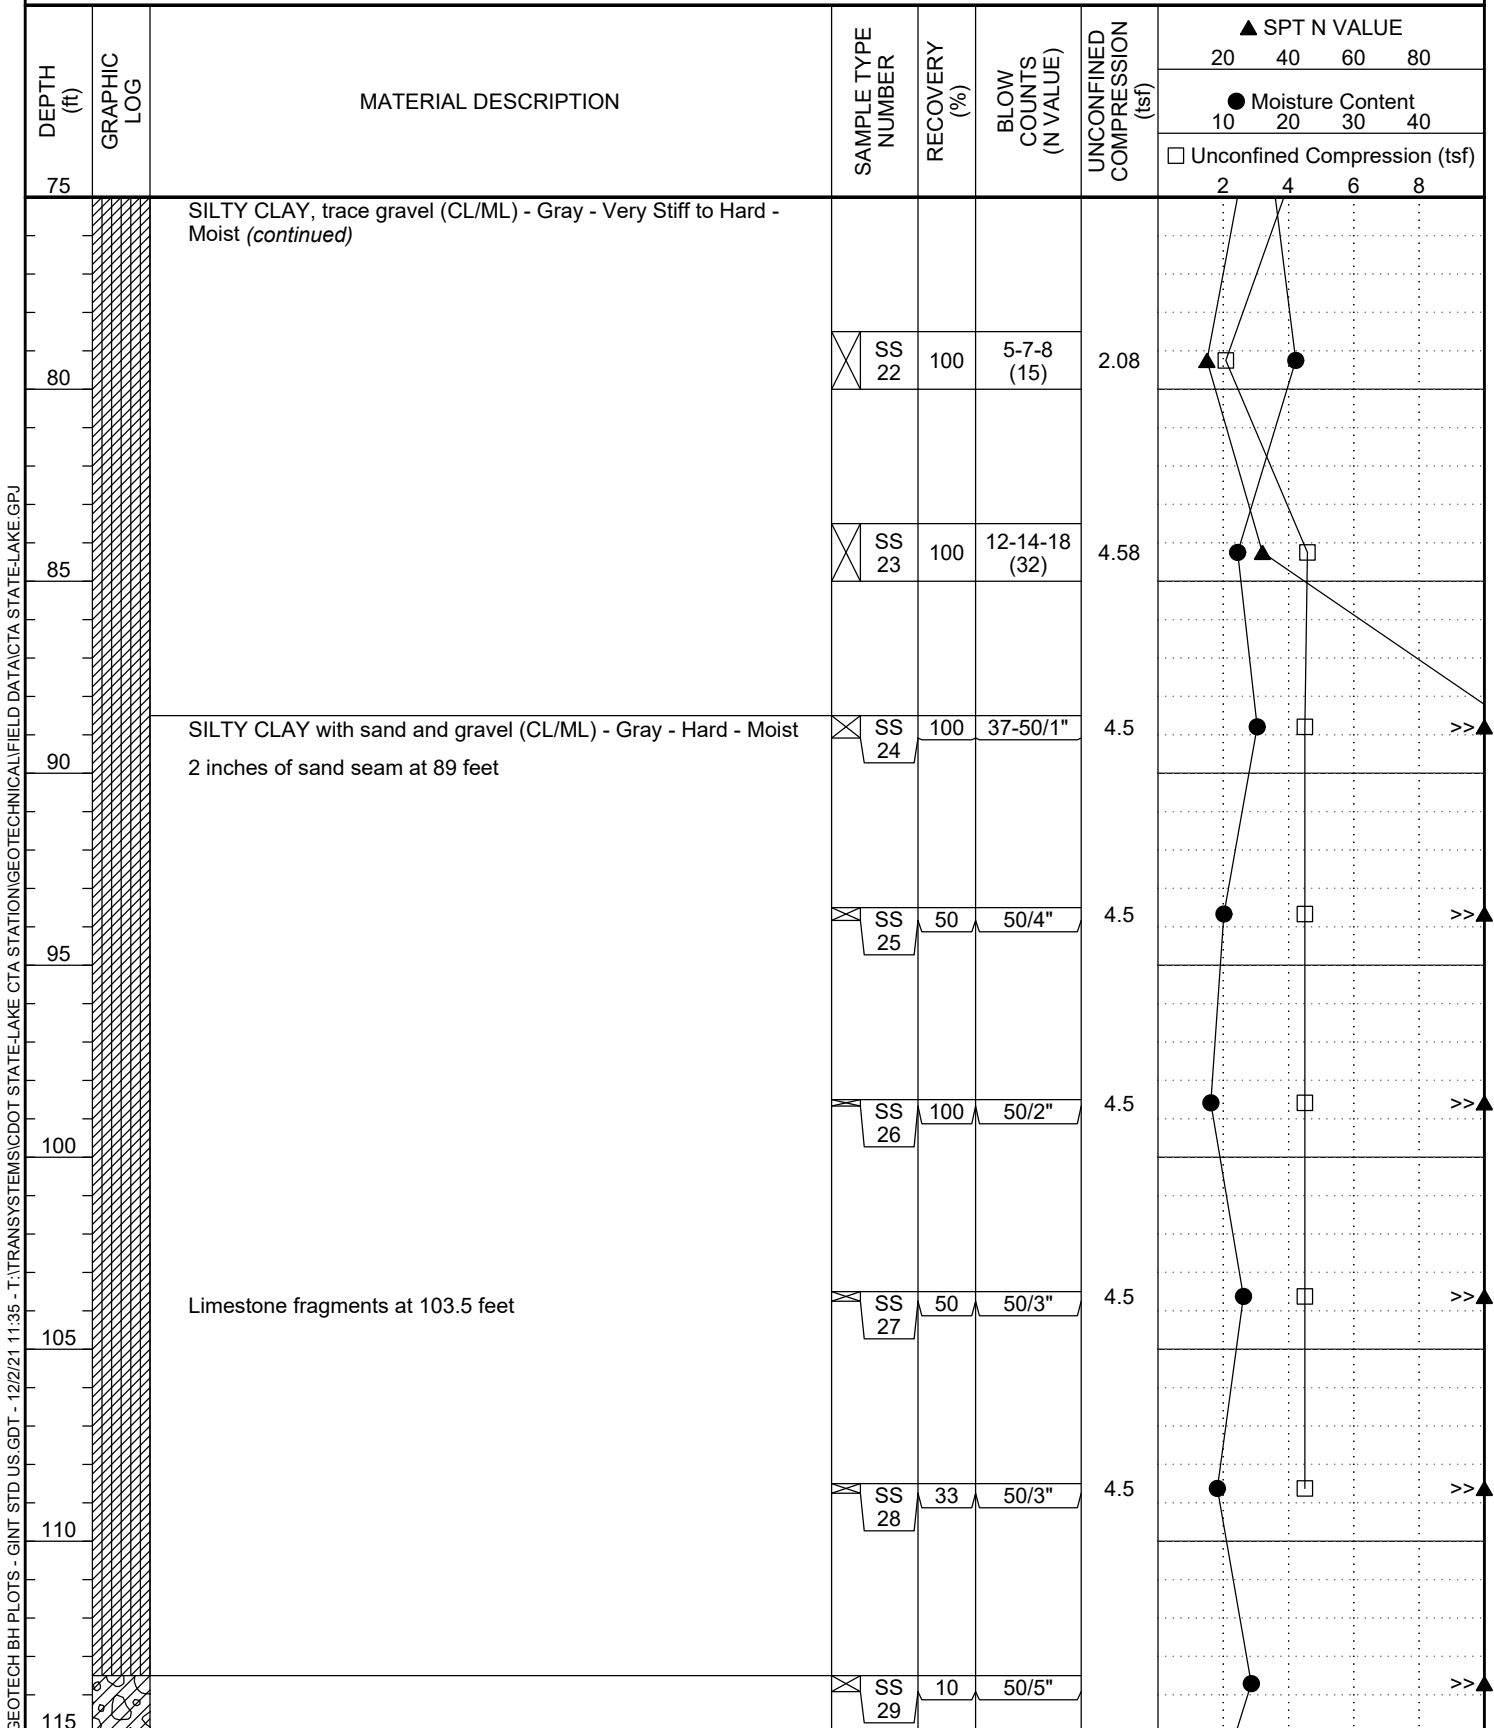 DEPTH
(ft)
GRAPHIC
LOG
MATERIAL DESCRIPTION
SAMPLE TYPE
NUMBER
RECOVERY
(%)
BLOW
COUNTS
(N VALUE)
UNCONFINED
COMPRESSION
(tsf)
▲ SPT N VALUE
20 40 60 80
● Moisture Content
10 20 30 40
□ Unconfined Compression (tsf)
2 4 6 8
75
SILTY CLAY, trace gravel (CL/ML) - Gray - Very Stiff to Hard -
Moist (continued)
SS
22
100
5-7-8
(15)
2.08
80
SS
23
100
12-14-18
(32)
4.58
85
SILTY CLAY with sand and gravel (CL/ML) - Gray - Hard - Moist
SS
24
100
37-50/1"
4.5
>>
2 inches of sand seam at 89 feet
90
SS
25
50
50/4"
4.5
>>
95
SS
26
100
50/2"
4.5
>>
100
Limestone fragments at 103.5 feet
SS
27
50
50/3"
4.5
>>
105
SS
28
33
50/3"
4.5
>>
110
SS
29
10
50/5"
>>
115
GEOTECH BH PLOTS - GINT STD US.GDT - 12/2/21 11:35 - T:\TRANSYSTEMS\CDOT STATE-LAKE CTA STATION\GEOTECHNICAL\FIELD DATA\CTA STATE-LAKE.GPJ